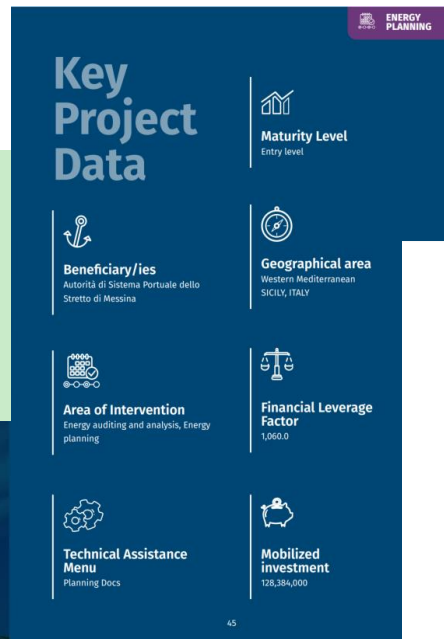 ENERGY
PLANNING
Key
Project
Data
Maturity Level
Entry level
Beneficiary/ies
Autorità di Sistema Portuale dello
Stretto di Messina
Geographical area
Western Mediterranean
SICILY, ITALY
Area of Intervention
Energy auditing and analysis, Energy
planning
Financial Leverage
Factor
1,060.0
Technical Assistance
Menu
Planning Docs
Mobilized
investment
128,384,000
45